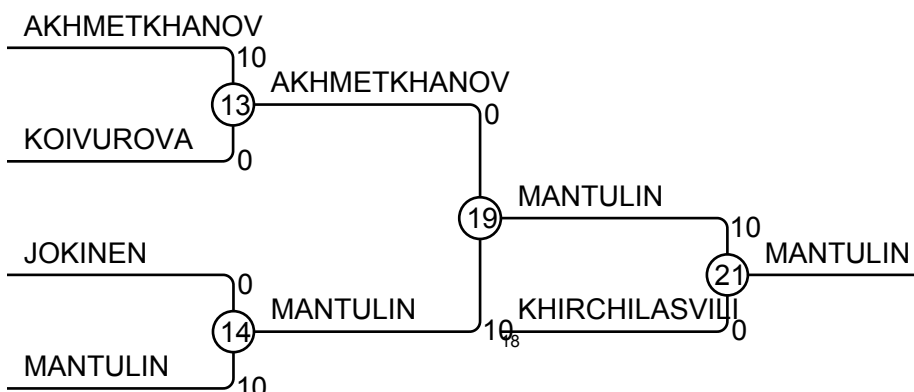 AKHMETKHANOV
10
13
AKHMETKHANOV
KOIVUROVA
0
0
19
MANTULIN
10
21
MANTULIN
JOKINEN
0
14
MANTULIN
10
18
KHIRCHILASVILI
0
MANTULIN
10